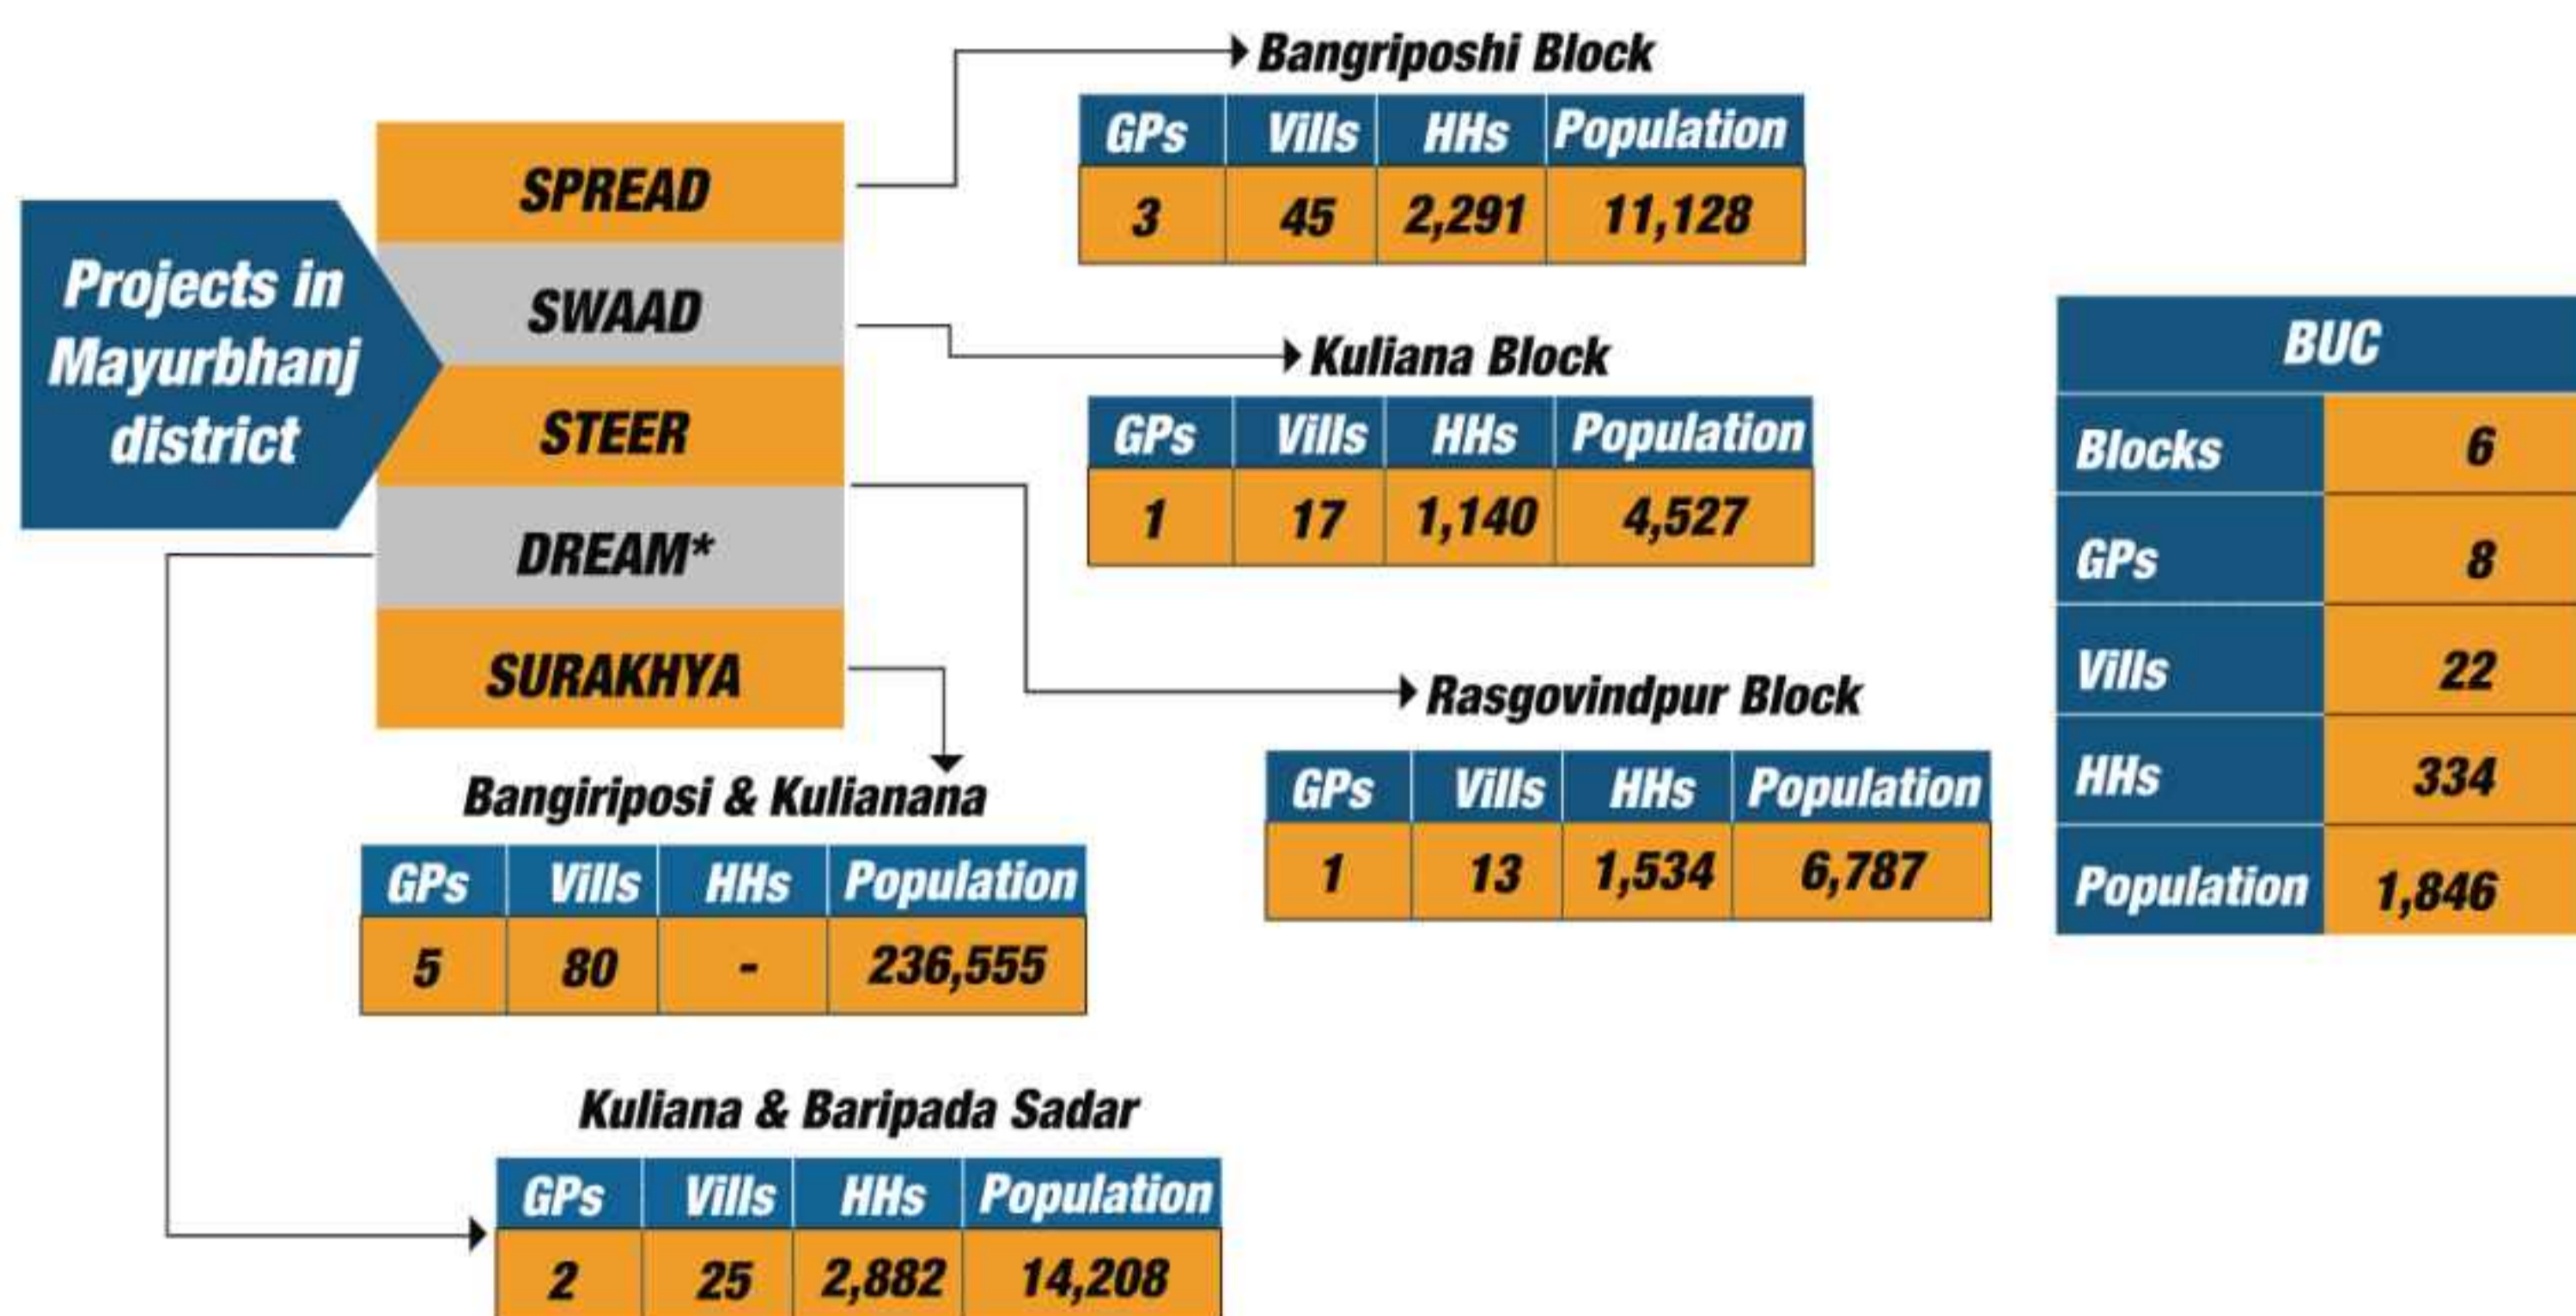 Projects in
Mayurbhanj
district
SPREAD
SWAAD
STEER
DREAM*
SURAKHYA
Bangriposhi Block
GPs Vills HHs Population
3 45 2,291 11,128
Kuliana Block
GPs Vills HHs Population
1 17 1,140 4,527
Rasgovindpur Block
GPs Vills HHs Population
1 13 1,534 6,787
Bangiriposi & Kulianana
GPs Vills HHs Population
5 80 - 236,555
Kuliana & Baripada Sadar
GPs Vills HHs Population
2 25 2,882 14,208
BUC
Blocks 6
GPs 8
Vills 22
HHs 334
Population 1,846